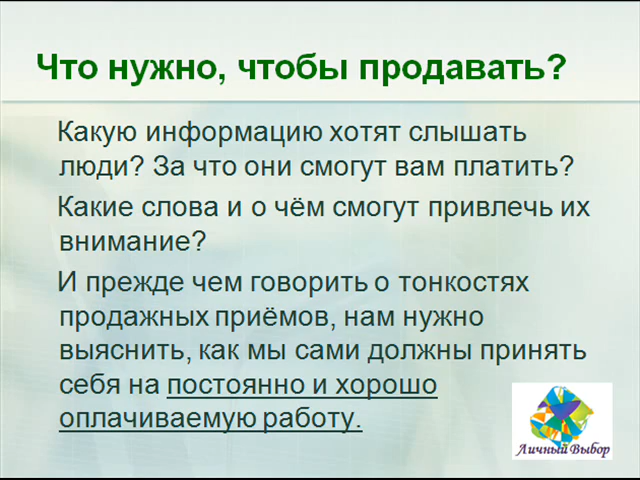 Что нужно, чтобы продавать?
Какую информацию хотят слышать
люди? За что они смогут вам платить?
Какие слова и о чём смогут привлечь их
внимание?
И прежде чем говорить о тонкостях
продажных приёмов, нам нужно
выяснить, как мы сами должны принять
себя на постоянно и хорошо
оплачиваемую работу.
Личный Выбор